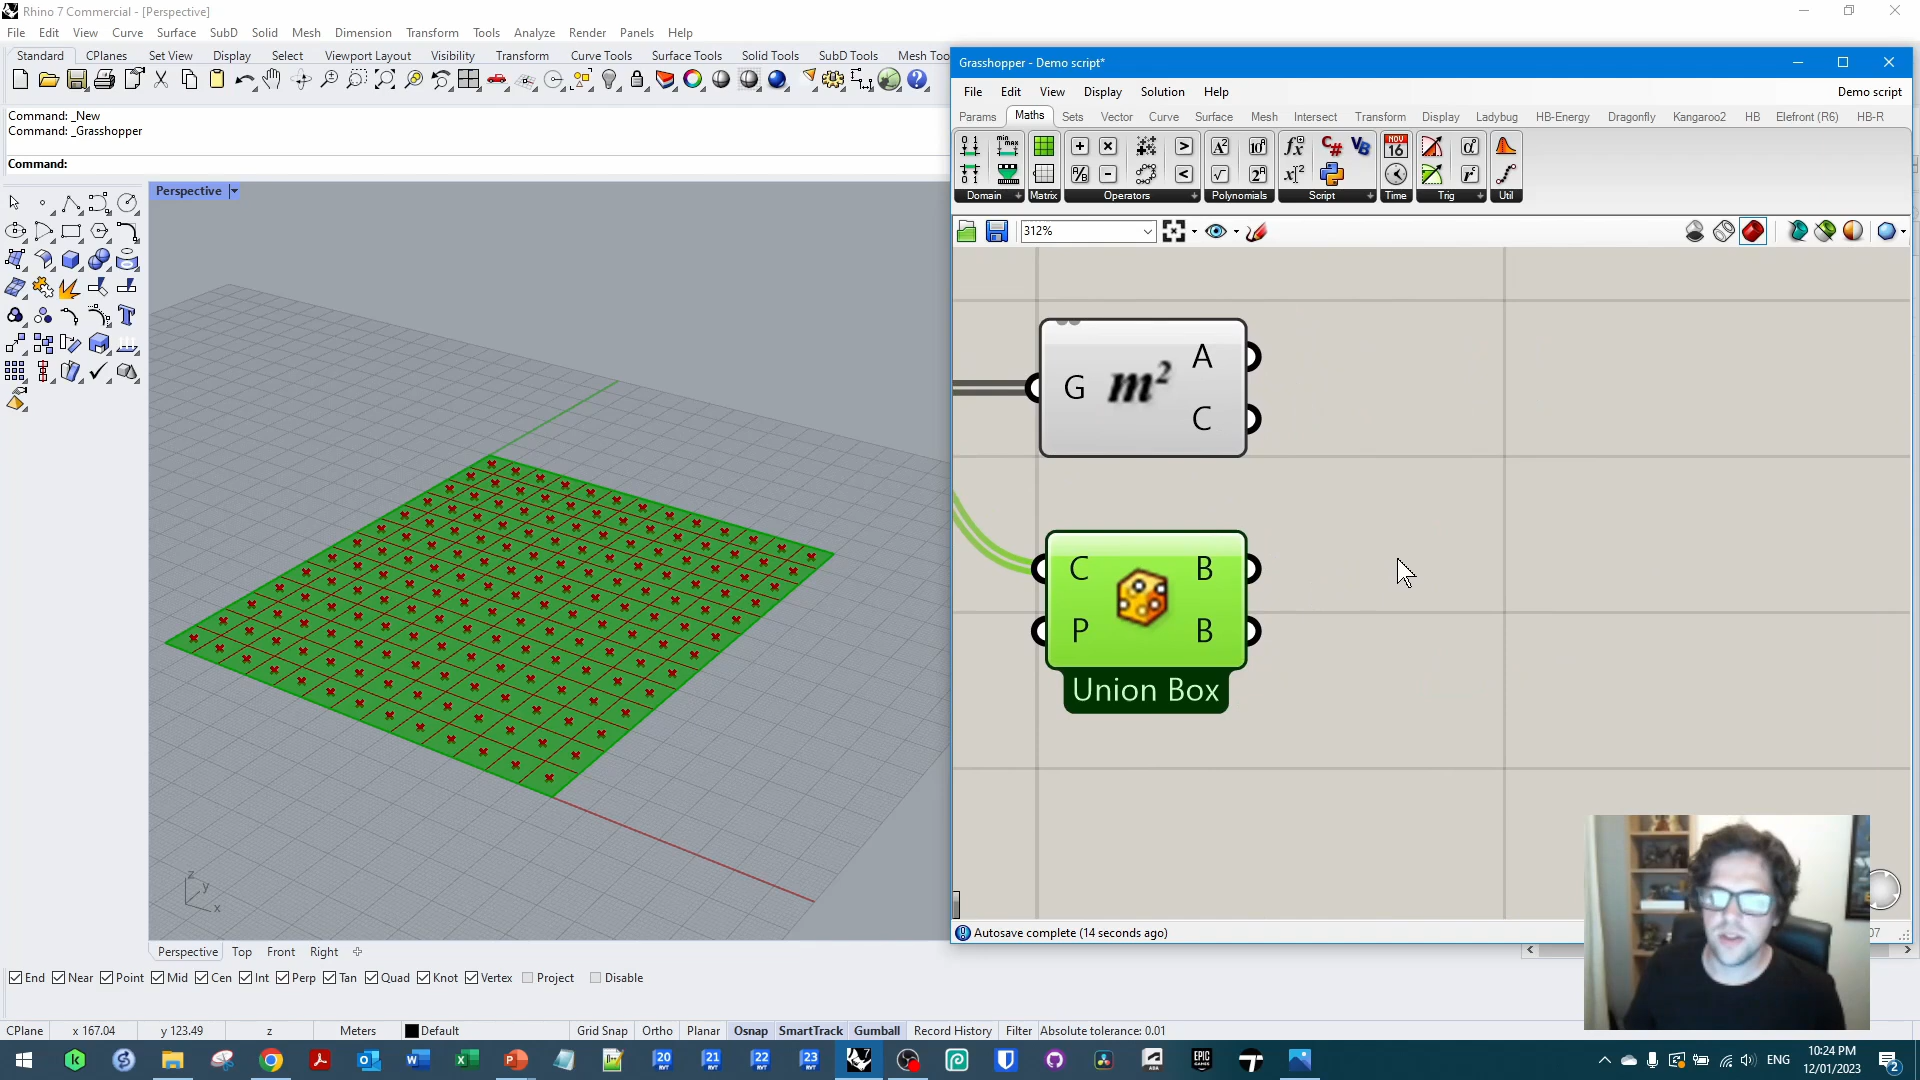 Rhino 7 Commercial - [Perspective]
File Edit View Curve Surface SubD Solid Mesh Dimension Transform Tools Analyze Render Panels Help
Standard CPlanes Set View Display Select Viewport Layout Visibility Transform Curve Tools Surface Tools Solid Tools SubD Tools Mesh Too
Command: _New
Command: _Grasshopper
Command:
Perspective
z
y
x
Grasshopper - Demo script*
File Edit View Display Solution Help Demo script
Params Maths Sets Vector Curve Surface Mesh Intersect Transform Display Ladybug HB-Energy Dragonfly Kangaroo2 HB Elefront (R6) HB-R
Domain Matrix Operators Polynomials Script Time Trig Util
312%
G m² A
C
C B
P B
Union Box
Autosave complete (14 seconds ago)
07
Perspective Top Front Right
End Near Point Mid Cen Int Perp Tan Quad Knot Vertex Project Disable
CPlane x 167.04 y 123.49 z Meters Default Grid Snap Ortho Planar Osnap SmartTrack Gumball Record History Filter Absolute tolerance: 0.01
20 21 22 23
ENG
10:24 PM
12/01/2023
2